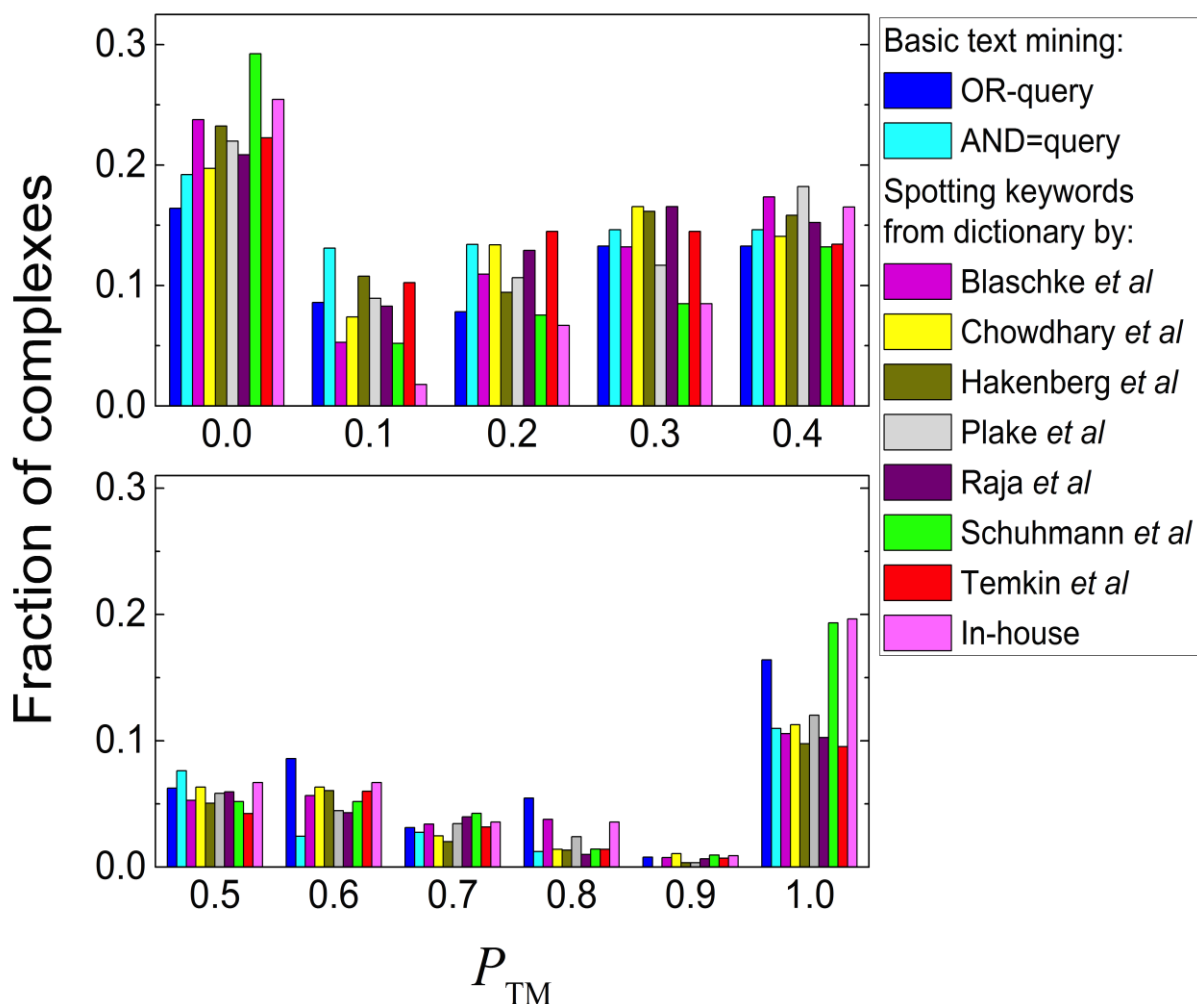 Fraction of complexes
0.3
0.2
0.1
0.0
0.0 0.1 0.2 0.3 0.4
0.3
0.2
0.1
0.0
0.5 0.6 0.7 0.8 0.9 1.0
P_TM
Basic text mining:
OR-query
AND=query
Spotting keywords
from dictionary by:
Blaschke et al
Chowdhary et al
Hakenberg et al
Plake et al
Raja et al
Schuhmann et al
Temkin et al
In-house